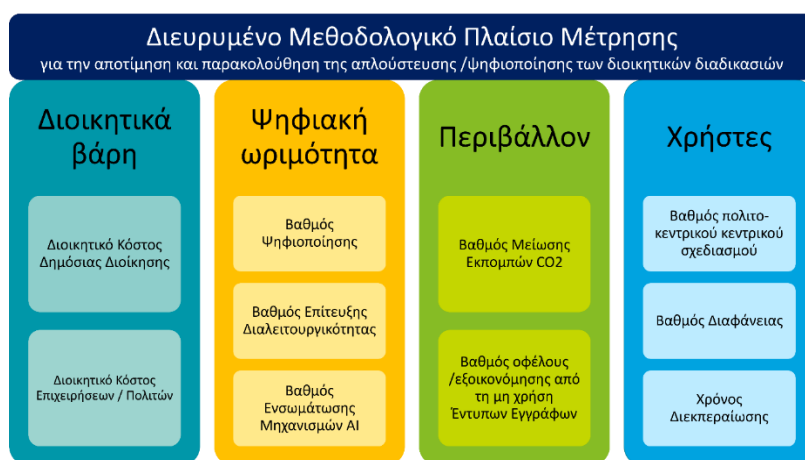 Διευρυμένο Μεθοδολογικό Πλαίσιο Μέτρησης
για την αποτίμηση και παρακολούθηση της απλούστευσης /ψηφιοποίησης των διοικητικών διαδικασιών
Διοικητικά
βάρη
Διοικητικό Κόστος
Δημόσιας Διοίκησης
Διοικητικό Κόστος
Επιχειρήσεων / Πολιτών
Ψηφιακή
ωριμότητα
Βαθμός
Ψηφιοποίησης
Βαθμός Επίτευξης
Διαλειτουργικότητας
Βαθμός
Ενσωμάτωσης
Μηχανισμών AI
Περιβάλλον
Βαθμός Μείωσης
Εκπομπών CO2
Βαθμός οφέλους
/εξοικονόμησης από
τη μη χρήση
Έντυπων Εγγράφων
Χρήστες
Βαθμός πολιτο-
κεντρικού κεντρικού
σχεδιασμού
Βαθμός Διαφάνειας
Χρόνος
Διεκπεραίωσης